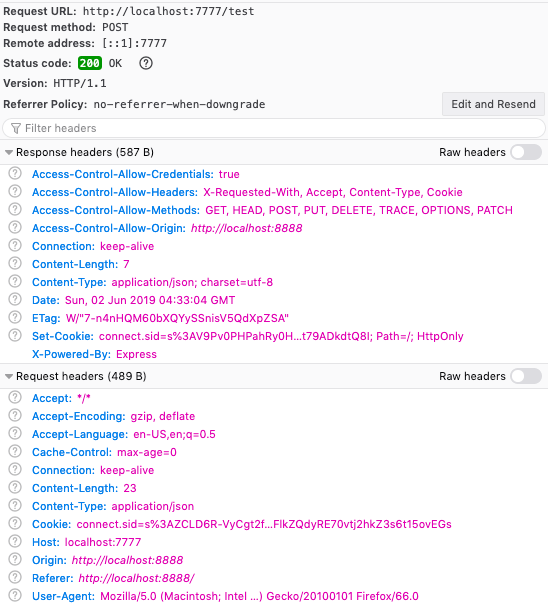 Request URL: http://localhost:7777/test
Request method: POST
Remote address: [::1]:7777
Status code: 200 OK ?
Version: HTTP/1.1
Referrer Policy: no-referrer-when-downgrade Edit and Resend
Filter headers
Response headers (587 B) Raw headers
? Access-Control-Allow-Credentials: true
? Access-Control-Allow-Headers: X-Requested-With, Accept, Content-Type, Cookie
? Access-Control-Allow-Methods: GET, HEAD, POST, PUT, DELETE, TRACE, OPTIONS, PATCH
? Access-Control-Allow-Origin: http://localhost:8888
? Connection: keep-alive
? Content-Length: 7
? Content-Type: application/json; charset=utf-8
? Date: Sun, 02 Jun 2019 04:33:04 GMT
? ETag: W/"7-n4nHQM60bXQYySSnisV5QdXpZSA"
? Set-Cookie: connect.sid=s%3AV9Pv0PHPahRy0H...t79ADkdtQ8I; Path=/; HttpOnly
X-Powered-By: Express
Request headers (489 B) Raw headers
? Accept: */*
? Accept-Encoding: gzip, deflate
? Accept-Language: en-US,en;q=0.5
? Cache-Control: max-age=0
? Connection: keep-alive
? Content-Length: 23
? Content-Type: application/json
? Cookie: connect.sid=s%3AZCLD6R-VyCgt2f...FlkZQdyRE70vtj2hkZ3s6t15ovEGs
? Host: localhost:7777
? Origin: http://localhost:8888
? Referer: http://localhost:8888/
? User-Agent: Mozilla/5.0 (Macintosh; Intel ...) Gecko/20100101 Firefox/66.0